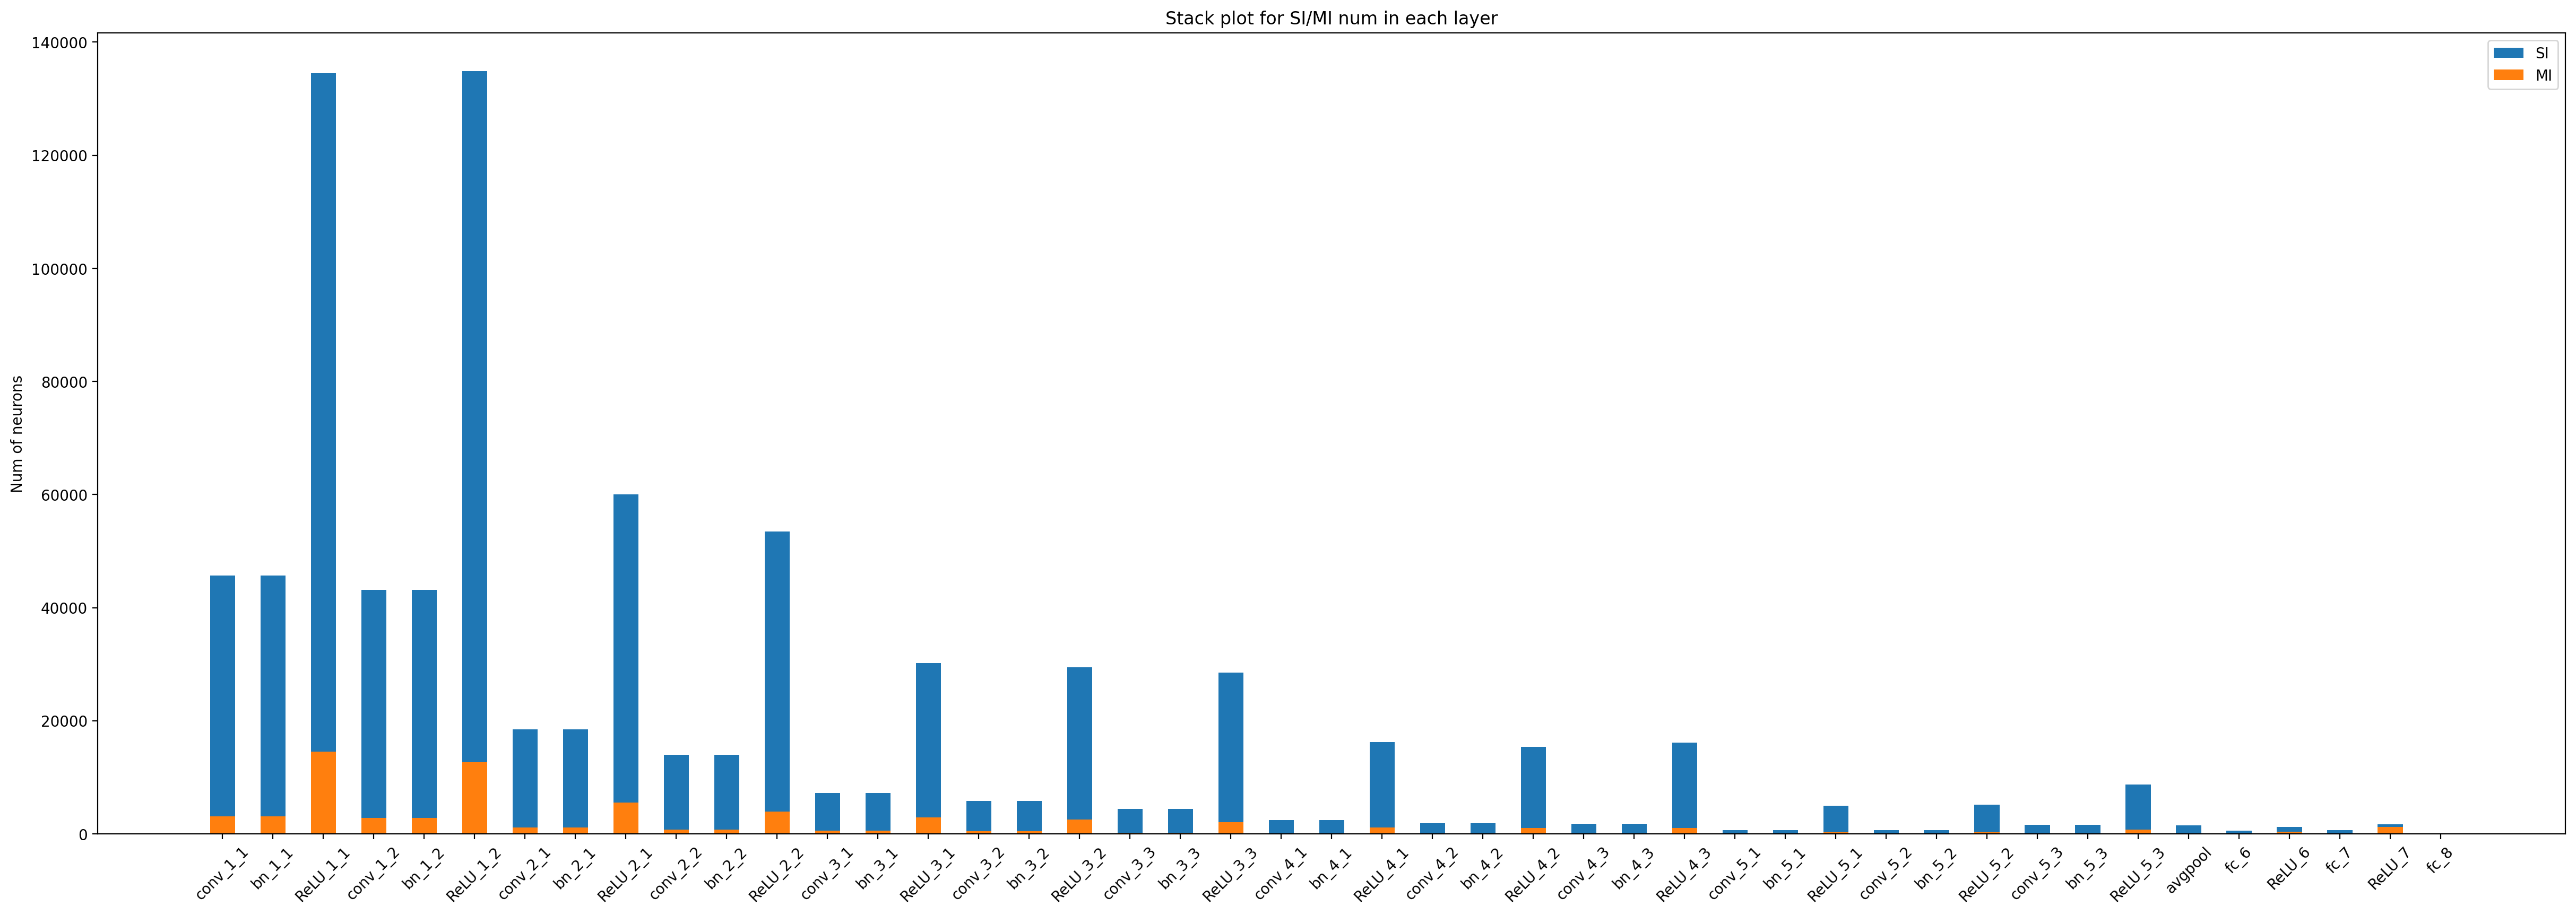 Stack plot for SI/MI num in each layer
SI
MI
Num of neurons
140000
120000
100000
80000
60000
40000
20000
0
conv_1_1
bn_1_1
ReLU_1_1
conv_1_2
bn_1_2
ReLU_1_2
conv_2_1
bn_2_1
ReLU_2_1
conv_2_2
bn_2_2
ReLU_2_2
conv_3_1
bn_3_1
ReLU_3_1
conv_3_2
bn_3_2
ReLU_3_2
conv_3_3
bn_3_3
ReLU_3_3
conv_4_1
bn_4_1
ReLU_4_1
conv_4_2
bn_4_2
ReLU_4_2
conv_4_3
bn_4_3
ReLU_4_3
conv_5_1
bn_5_1
ReLU_5_1
conv_5_2
bn_5_2
ReLU_5_2
conv_5_3
bn_5_3
ReLU_5_3
avgpool
fc_6
ReLU_6
fc_7
ReLU_7
fc_8